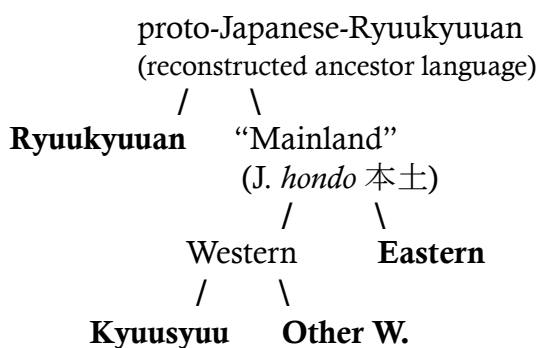 proto-Japanese-Ryuukyuuan
(reconstructed ancestor language)
/ \
Ryuukyuuan “Mainland”
(J. hondo 本土)
/ \
Western Eastern
/ \
Kyuusyuu Other W.